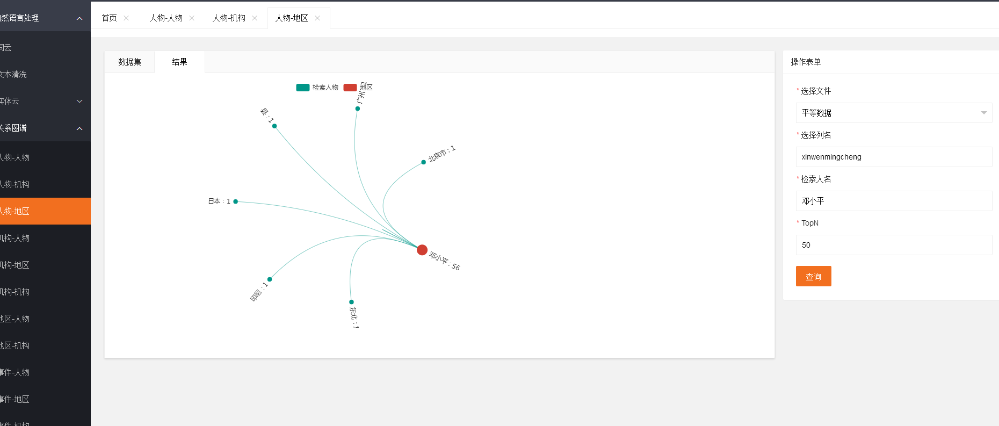 自然语言处理
词云
文本清洗
实体云
关系图谱
人物-人物
人物-机构
人物-地区
机构-人物
机构-地区
机构-机构
地区-人物
地区-机构
事件-人物
事件-地区
事件-机构
首页 人物-人物 人物-机构 人物-地区
数据集 结果
检索人物 地区
广州 : 1
县 : 1
北京市 : 1
日本 : 1
邓小平 : 56
印尼 : 1
东北 : 1
操作表单
* 选择文件
平等数据
* 选择列名
xinwenmingcheng
* 检索人名
邓小平
* TopN
50
查询